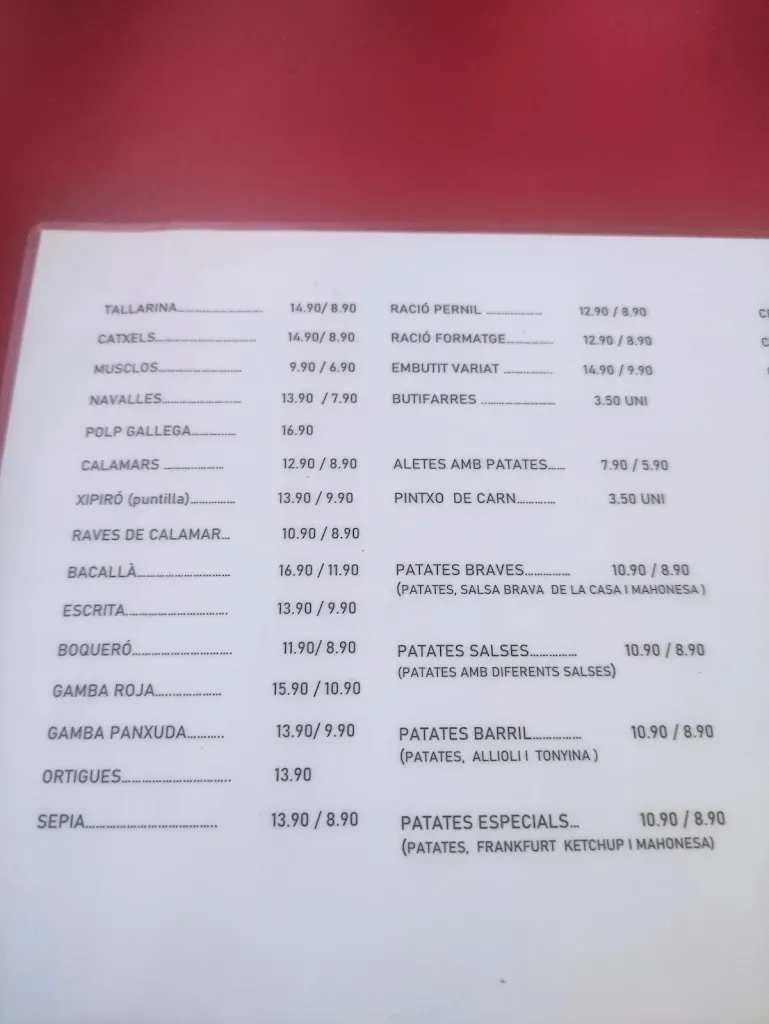 TALLARINA.......................... 14.90/ 8.90
CATXELS.............................. 14.90/ 8.90
MUSCLOS......................... 9.90 / 6.90
NAVALLES........................ 13.90 / 7.90
POLP GALLEGA............. 16.90
CALAMARS .................. 12.90 / 8.90
XIPIRÓ (puntilla)............. 13.90 / 9.90
RAVES DE CALAMAR... 10.90 / 8.90
BACALLÀ........................... 16.90 / 11.90
ESCRITA.............................. 13.90 / 9.90
BOQUERÓ............................. 11.90/ 8.90
GAMBA ROJA................... 15.90 / 10.90
GAMBA PANXUDA........... 13.90/ 9.90
ORTIGUES................................ 13.90
SEPIA...................................... 13.90 / 8.90
RACIÓ PERNIL ................. 12.90 / 8.90
RACIÓ FORMATGE.............. 12.90 / 8.90
EMBUTIT VARIAT ............... 14.90 / 9.90
BUTIFARRES ...................... 3.50 UNI
ALETES AMB PATATES...... 7.90 / 5.90
PINTXO DE CARN............ 3.50 UNI
PATATES BRAVES.............. 10.90 / 8.90
(PATATES, SALSA BRAVA DE LA CASA I MAHONESA )
PATATES SALSES.............. 10.90 / 8.90
(PATATES AMB DIFERENTS SALSES)
PATATES BARRIL............... 10.90 / 8.90
(PATATES, ALLIOLI I TONYINA )
PATATES ESPECIALS... 10.90 / 8.90
(PATATES, FRANKFURT KETCHUP I MAHONESA)